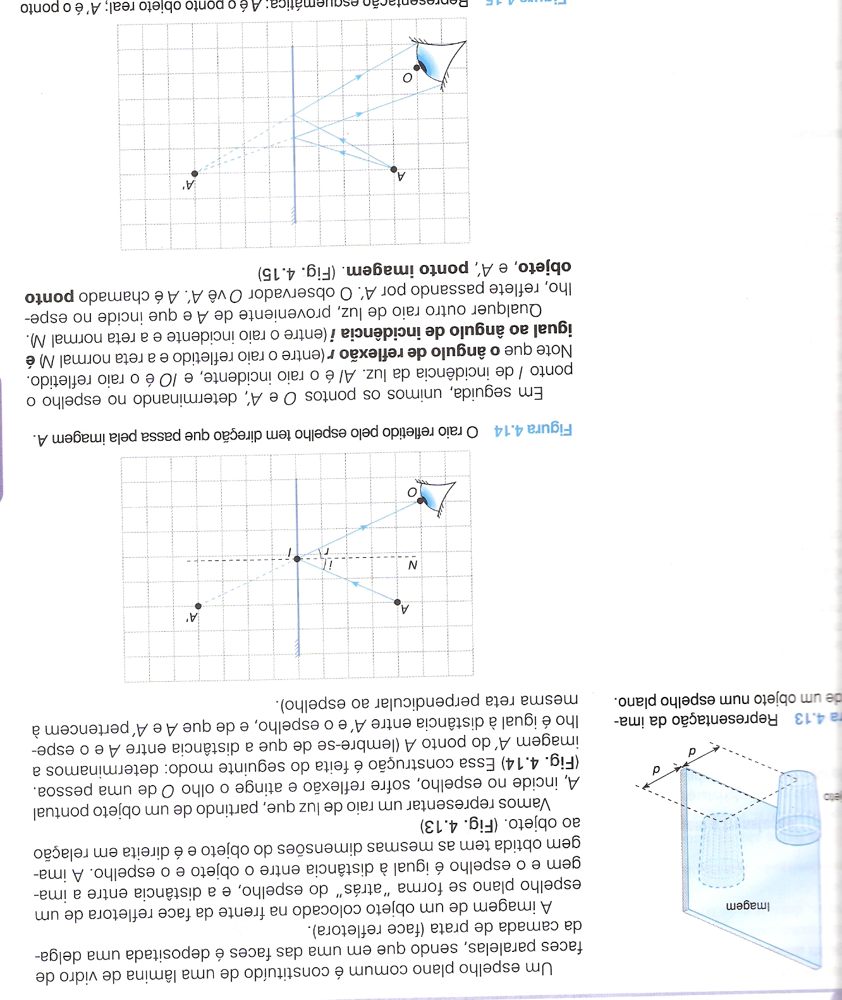 Um espelho plano comum é constituído de uma lâmina de vidro de
faces paralelas, sendo que em uma das faces é depositada uma delga-
da camada de prata (face refletora).
A imagem de um objeto colocado na frente da face refletora de um
espelho plano se forma "atrás" do espelho, e a distância entre a ima-
gem e o espelho é igual à distância entre o objeto e o espelho. A ima-
gem obtida tem as mesmas dimensões do objeto e é direita em relação
ao objeto. (Fig. 4.13)
Vamos representar um raio de luz que, partindo de um objeto pontual
A, incide no espelho, sofre reflexão e atinge o olho O de uma pessoa.
(Fig. 4.14) Essa construção é feita do seguinte modo: determinamos a
imagem A' do ponto A (lembre-se de que a distância entre A e o espe-
lho é igual à distância entre A' e o espelho, e de que A e A' pertencem à
mesma reta perpendicular ao espelho).
Imagem
d
d
4.13 Representação da ima-
de um objeto num espelho plano.
A
A'
N
i
r
I
O
Figura 4.14 O raio refletido pelo espelho tem direção que passa pela imagem A.
Em seguida, unimos os pontos O e A', determinando no espelho o
ponto I de incidência da luz. AI é o raio incidente, e IO é o raio refletido.
Note que o ângulo de reflexão r (entre o raio refletido e a reta normal N) é
igual ao ângulo de incidência i (entre o raio incidente e a reta normal N).
Qualquer outro raio de luz, proveniente de A e que incide no espe-
lho, reflete passando por A'. O observador O vê A'. A é chamado ponto
objeto, e A', ponto imagem. (Fig. 4.15)
A
A'
O
Figura 4.15 Representação esquemática: A é o ponto objeto real; A' é o ponto